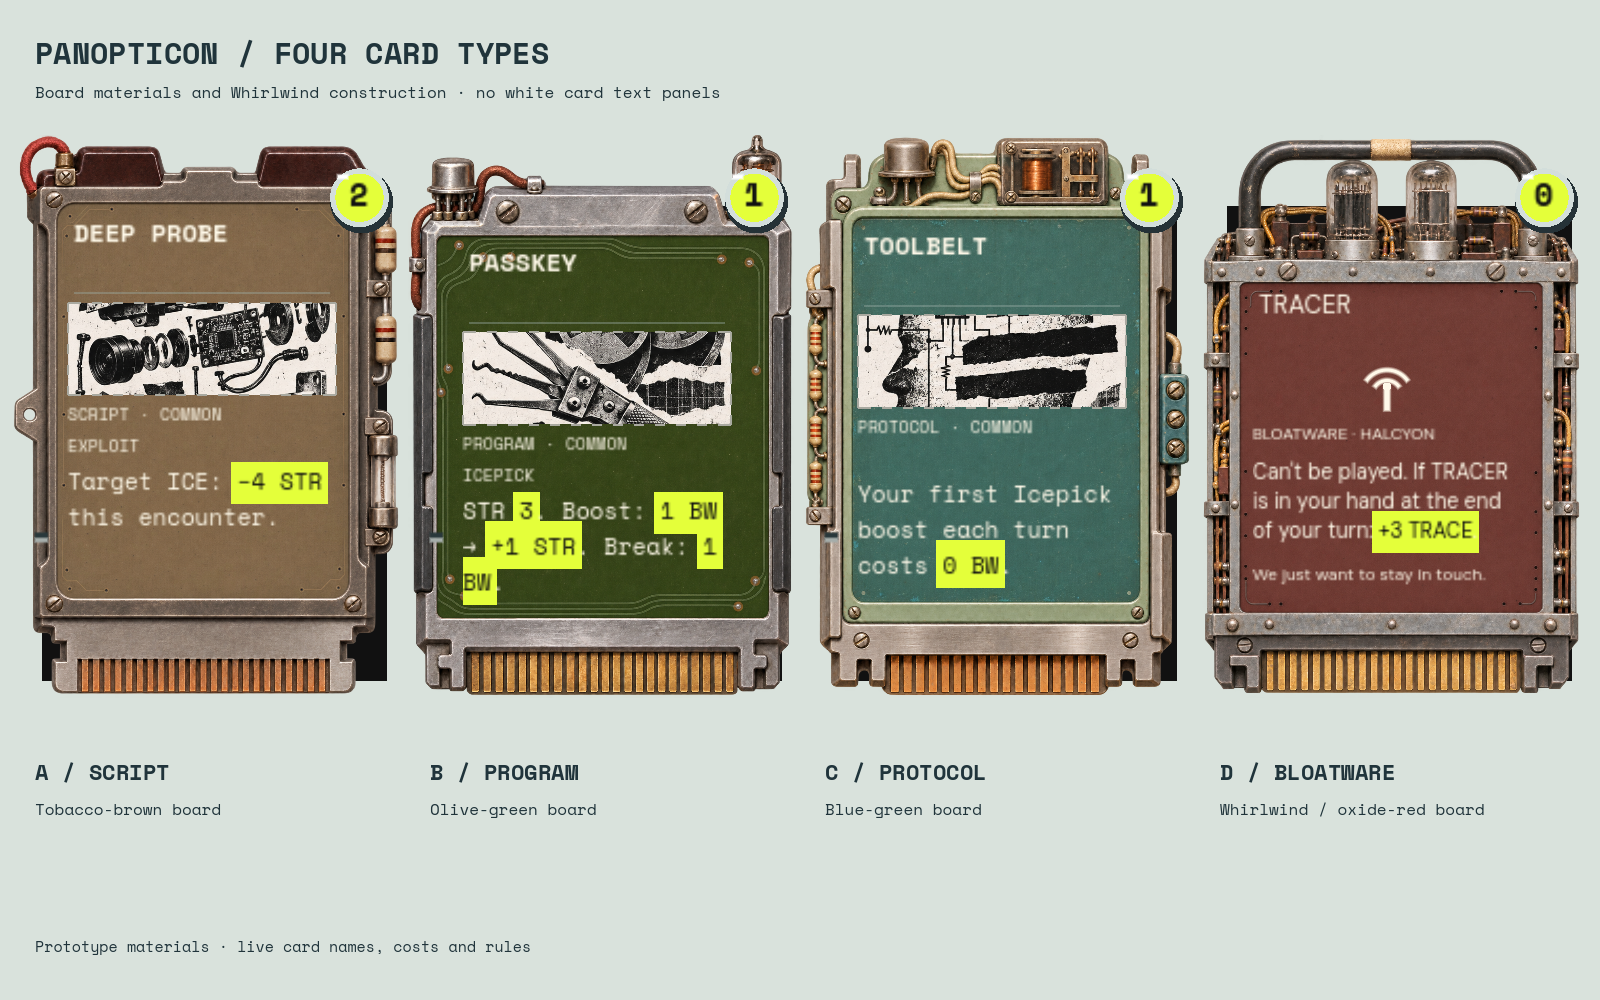 PANOPTICON / FOUR CARD TYPES
Board materials and Whirlwind construction · no white card text panels
2
DEEP PROBE
SCRIPT · COMMON
EXPLOIT
Target ICE: -4 STR
this encounter.
1
PASSKEY
PROGRAM · COMMON
ICEPICK
STR 3. Boost: 1 BW
→ +1 STR. Break: 1
BW.
1
TOOLBELT
PROTOCOL · COMMON
Your first Icepick
boost each turn
costs 0 BW.
0
TRACER
BLOATWARE · HALCYON
Can't be played. If TRACER
is in your hand at the end
of your turn: +3 TRACE
We just want to stay in touch.
A / SCRIPT
Tobacco-brown board
B / PROGRAM
Olive-green board
C / PROTOCOL
Blue-green board
D / BLOATWARE
Whirlwind / oxide-red board
Prototype materials · live card names, costs and rules